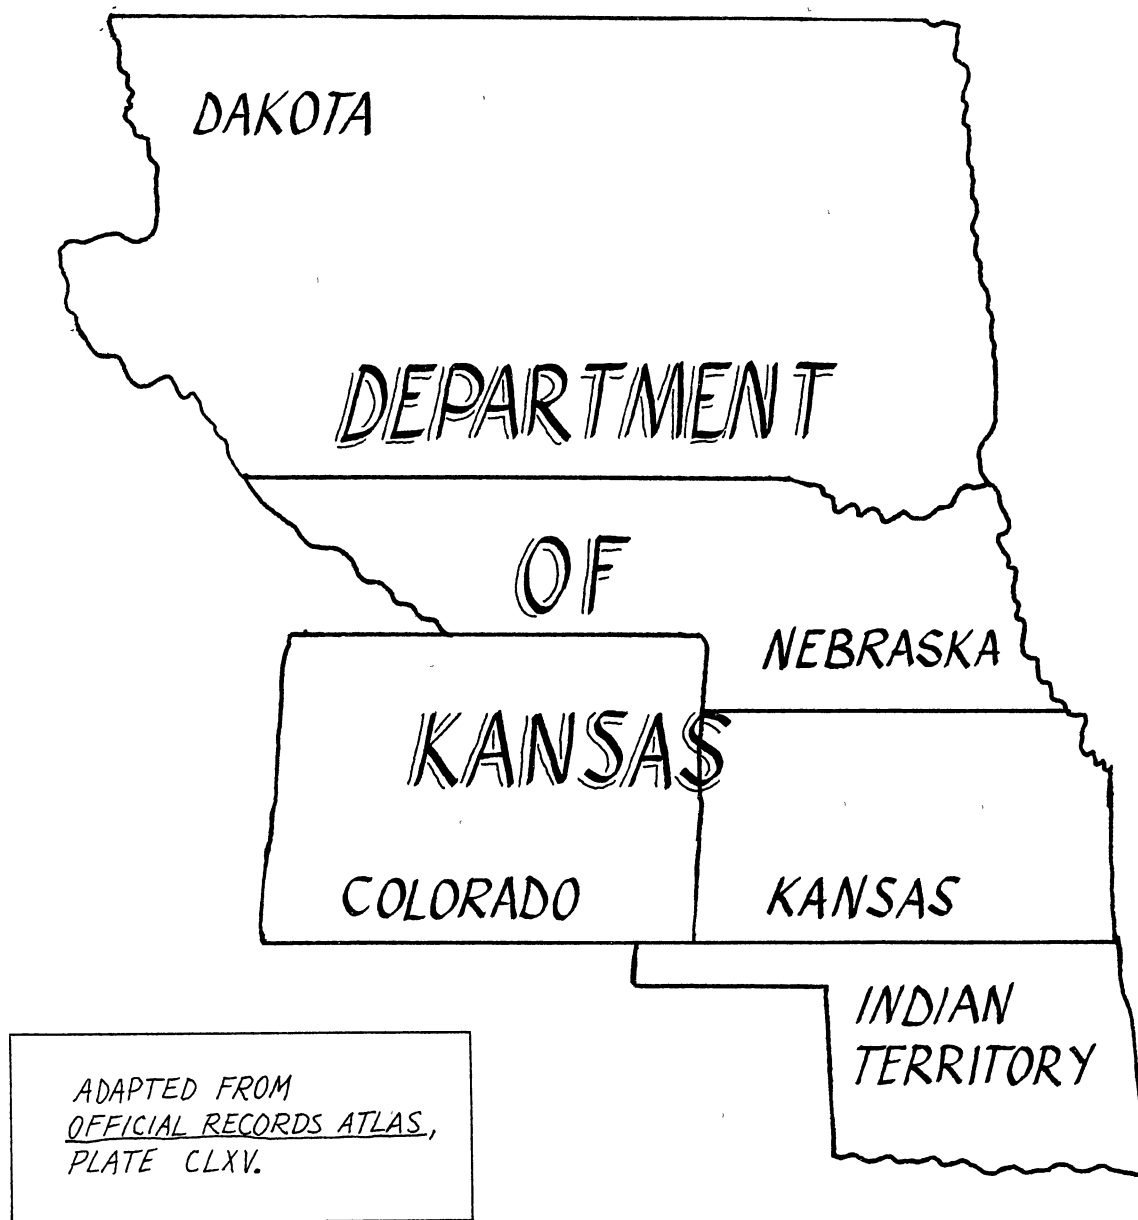 DAKOTA
DEPARTMENT
OF
NEBRASKA
KANSAS
COLORADO
KANSAS
INDIAN
TERRITORY
ADAPTED FROM
OFFICIAL RECORDS ATLAS,
PLATE CLXV.